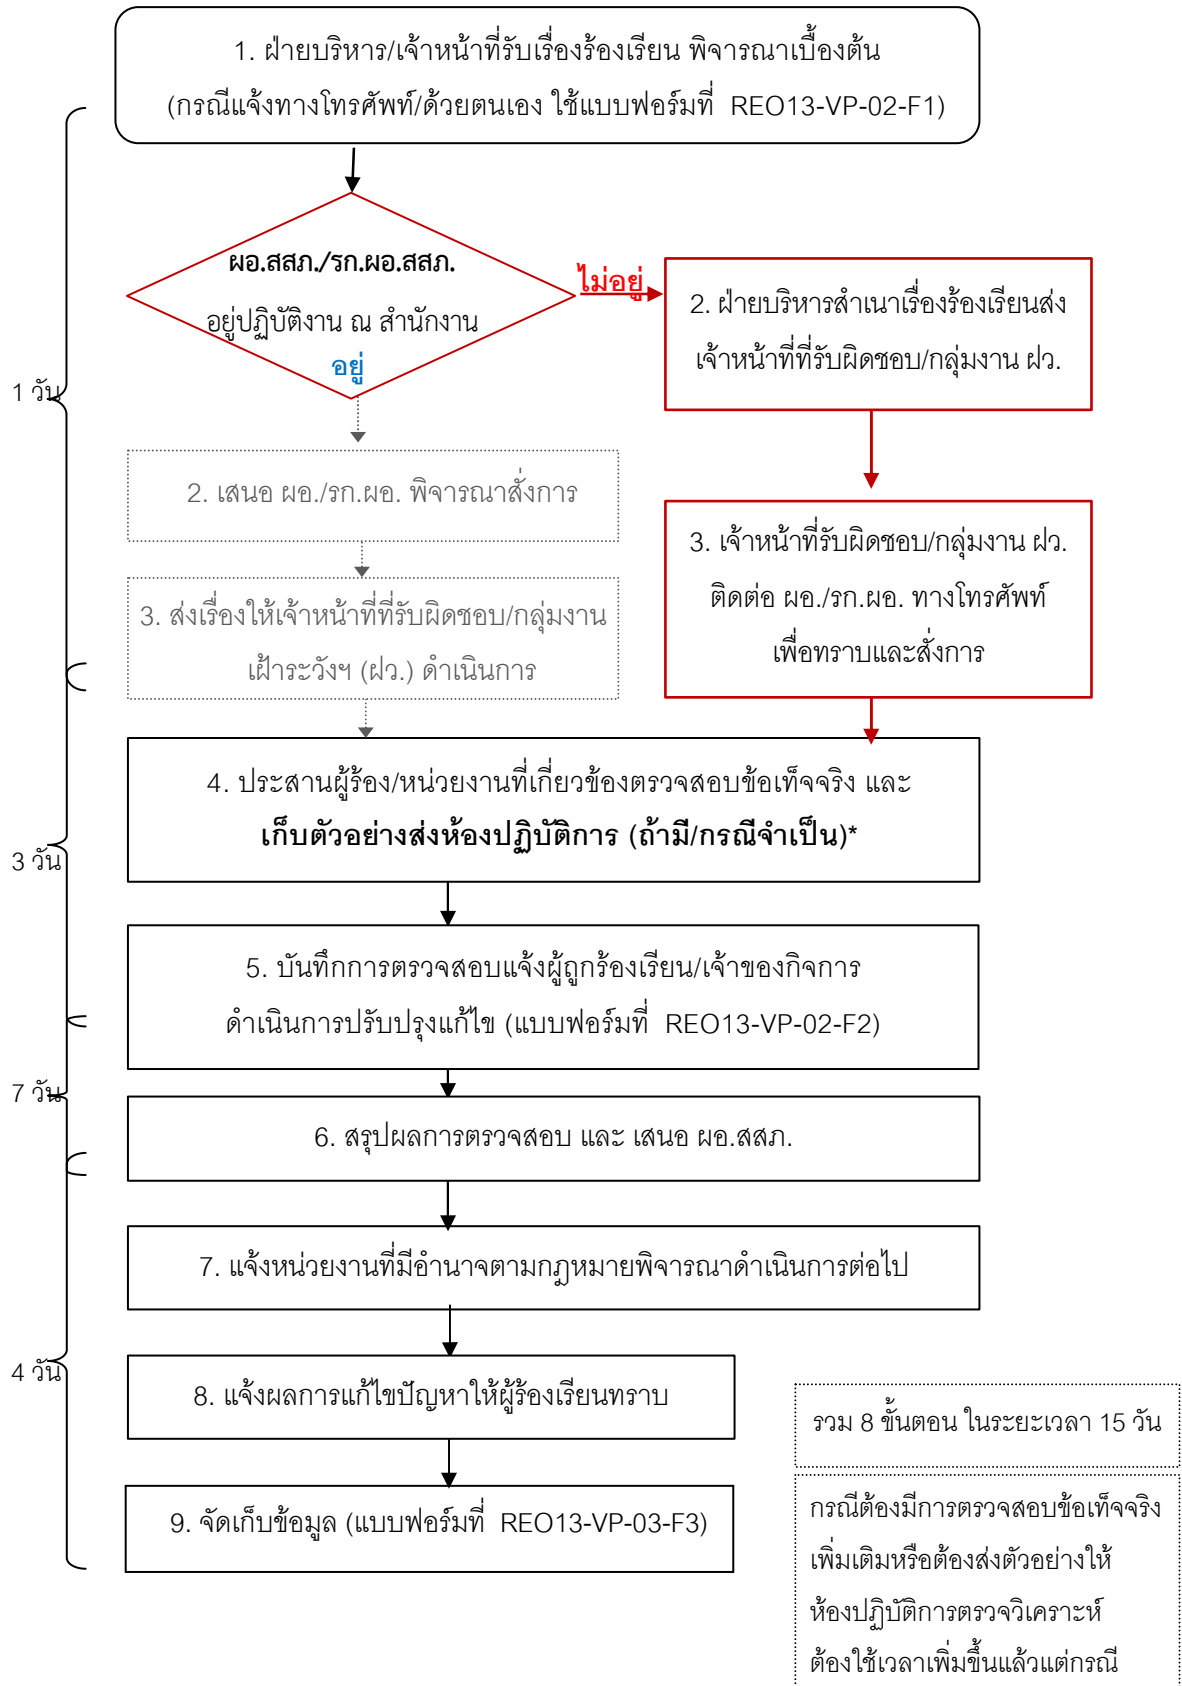 1. ฝ่ายบริหาร/เจ้าหน้าที่รับเรื่องร้องเรียน พิจารณาเบื้องต้น
(กรณีแจ้งทางโทรศัพท์/ด้วยตนเอง ใช้แบบฟอร์มที่ REO13-VP-02-F1)
ผอ.สสภ./รก.ผอ.สสภ.
อยู่ปฏิบัติงาน ณ สำนักงาน
อยู่
ไม่อยู่
2. ฝ่ายบริหารสำเนาเรื่องร้องเรียนส่ง
เจ้าหน้าที่ที่รับผิดชอบ/กลุ่มงาน ฝว.
1 วัน
2. เสนอ ผอ./รก.ผอ. พิจารณาสั่งการ
3. ส่งเรื่องให้เจ้าหน้าที่ที่รับผิดชอบ/กลุ่มงาน
เฝ้าระวังฯ (ฝว.) ดำเนินการ
3. เจ้าหน้าที่รับผิดชอบ/กลุ่มงาน ฝว.
ติดต่อ ผอ./รก.ผอ. ทางโทรศัพท์
เพื่อทราบและสั่งการ
4. ประสานผู้ร้อง/หน่วยงานที่เกี่ยวข้องตรวจสอบข้อเท็จจริง และ
เก็บตัวอย่างส่งห้องปฏิบัติการ (ถ้ามี/กรณีจำเป็น)*
3 วัน
5. บันทึกการตรวจสอบแจ้งผู้ถูกร้องเรียน/เจ้าของกิจการ
ดำเนินการปรับปรุงแก้ไข (แบบฟอร์มที่ REO13-VP-02-F2)
7 วัน
6. สรุปผลการตรวจสอบ และ เสนอ ผอ.สสภ.
7. แจ้งหน่วยงานที่มีอำนาจตามกฎหมายพิจารณาดำเนินการต่อไป
4 วัน
8. แจ้งผลการแก้ไขปัญหาให้ผู้ร้องเรียนทราบ
9. จัดเก็บข้อมูล (แบบฟอร์มที่ REO13-VP-03-F3)
รวม 8 ขั้นตอน ในระยะเวลา 15 วัน
กรณีต้องมีการตรวจสอบข้อเท็จจริง
เพิ่มเติมหรือต้องส่งตัวอย่างให้
ห้องปฏิบัติการตรวจวิเคราะห์
ต้องใช้เวลาเพิ่มขึ้นแล้วแต่กรณี